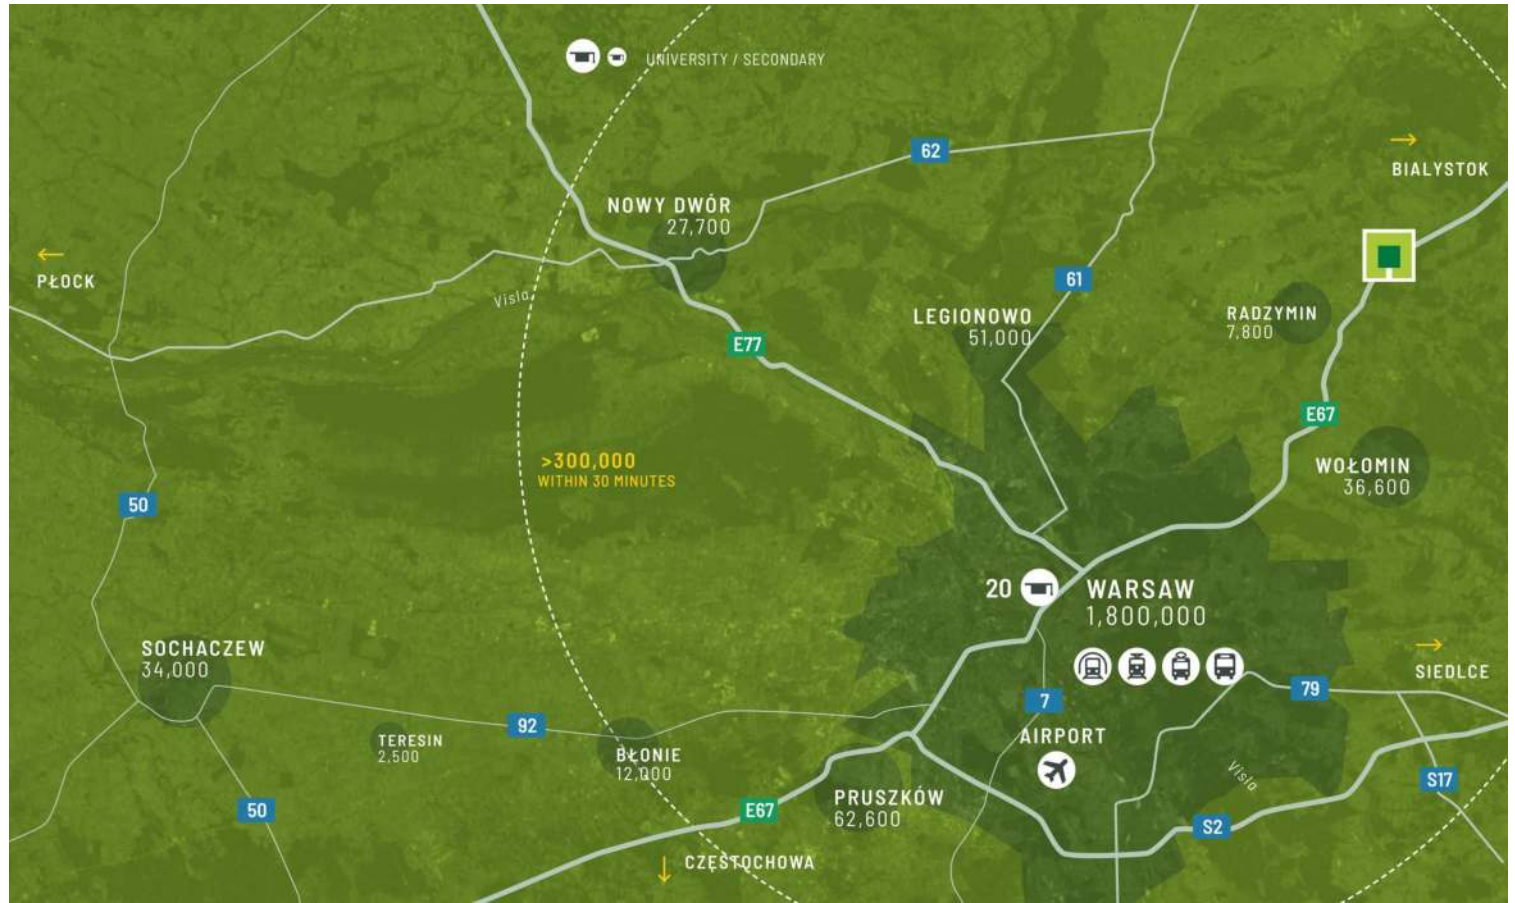 UNIVERSITY / SECONDARY
62
BIALYSTOK
NOWY DWÓR
27,700
PŁOCK
61
Visla
LEGIONOWO
51,000
RADZYMIN
7,800
E77
E67
>300,000
WITHIN 30 MINUTES
WOŁOMIN
36,600
50
20
WARSAW
1,800,000
SOCHACZEW
34,000
SIEDLCE
79
7
92
TERESIN
2,500
AIRPORT
BŁONIE
12,000
Visla
S17
PRUSZKÓW
62,600
50
E67
S2
CZĘSTOCHOWA